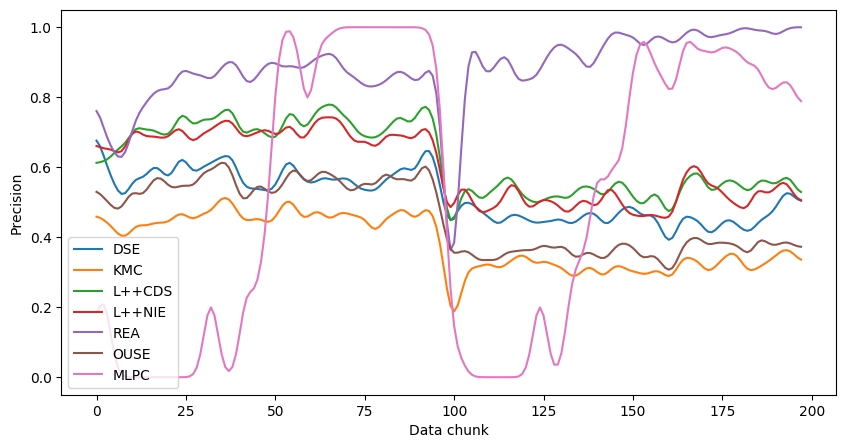 1.0
0.8
0.6
0.4
0.2
0.0
Precision
DSE
KMC
L++CDS
L++NIE
REA
OUSE
MLPC
0 25 50 75 100 125 150 175 200
Data chunk